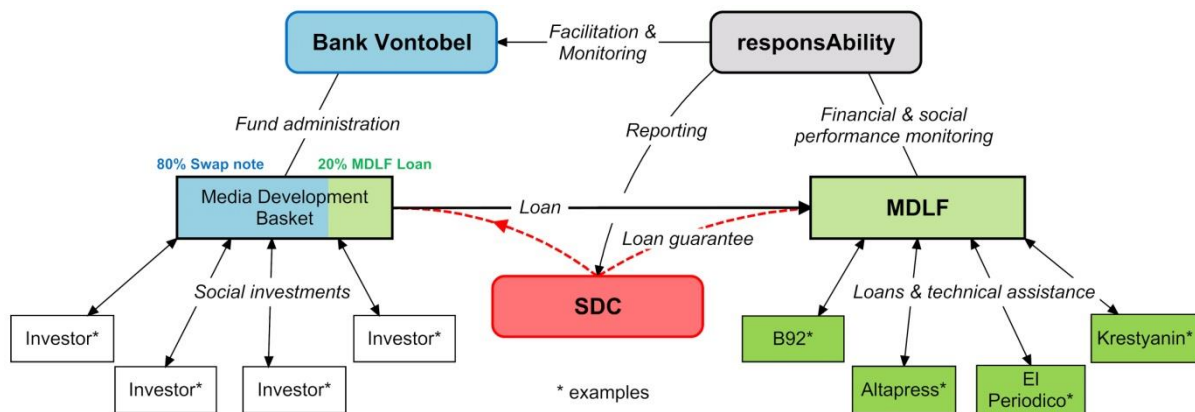 Bank Vontobel
Facilitation &
Monitoring
responsAbility
Fund administration
Reporting
Financial & social
performance monitoring
80% Swap note
20% MDLF Loan
Media Development
Basket
Loan
MDLF
Loan guarantee
Social investments
SDC
Loans & technical assistance
Investor*
Investor*
B92*
Krestyanin*
Investor*
Investor*
* examples
Altapress*
El
Periodico*